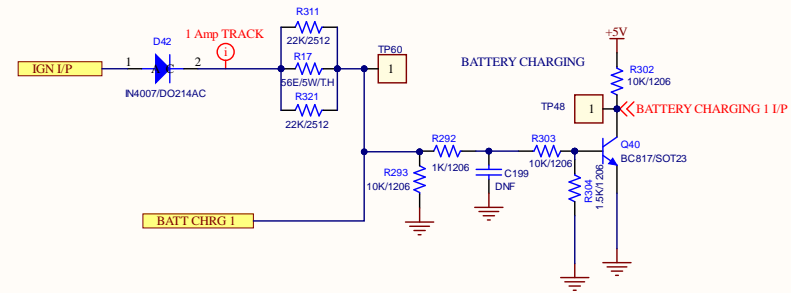 R311
1 Amp TRACK
22K/2512
+5V
D42
i
TP60
BATTERY CHARGING
R302
IGN I/P
1
A
C
2
R17
1
10K/1206
IN4007/DO214AC
56E/5W/T.H
R321
TP48
1
BATTERY CHARGING 1 I/P
22K/2512
R292
R303
Q40
BC817/SOT23
R293
1K/1206
10K/1206
10K/1206
C199
DNF
R304
1.5K/1206
BATT CHRG 1